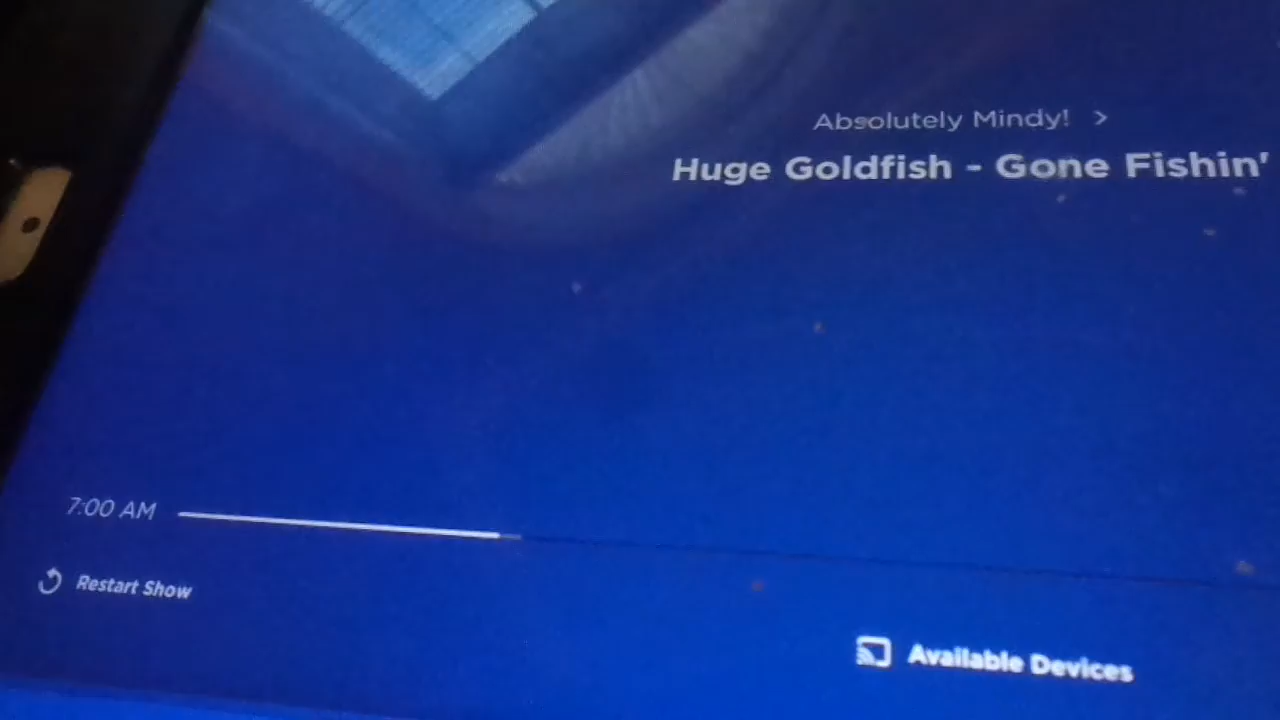 Absolutely Mindy! >
Huge Goldfish - Gone Fishin'
7:00 AM
Restart Show
Available Devices